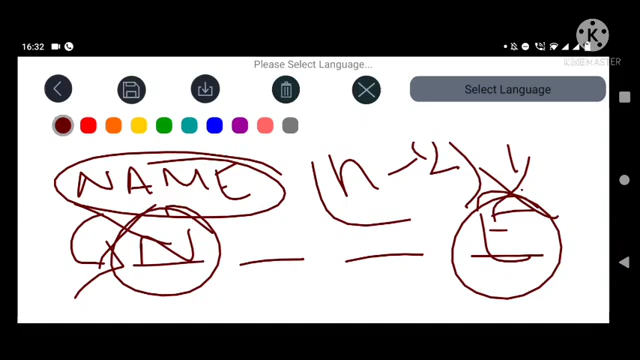 16:32
K
KINEMASTER
Please Select Language...
Select Language
NAME (n-2)
N _ _ E